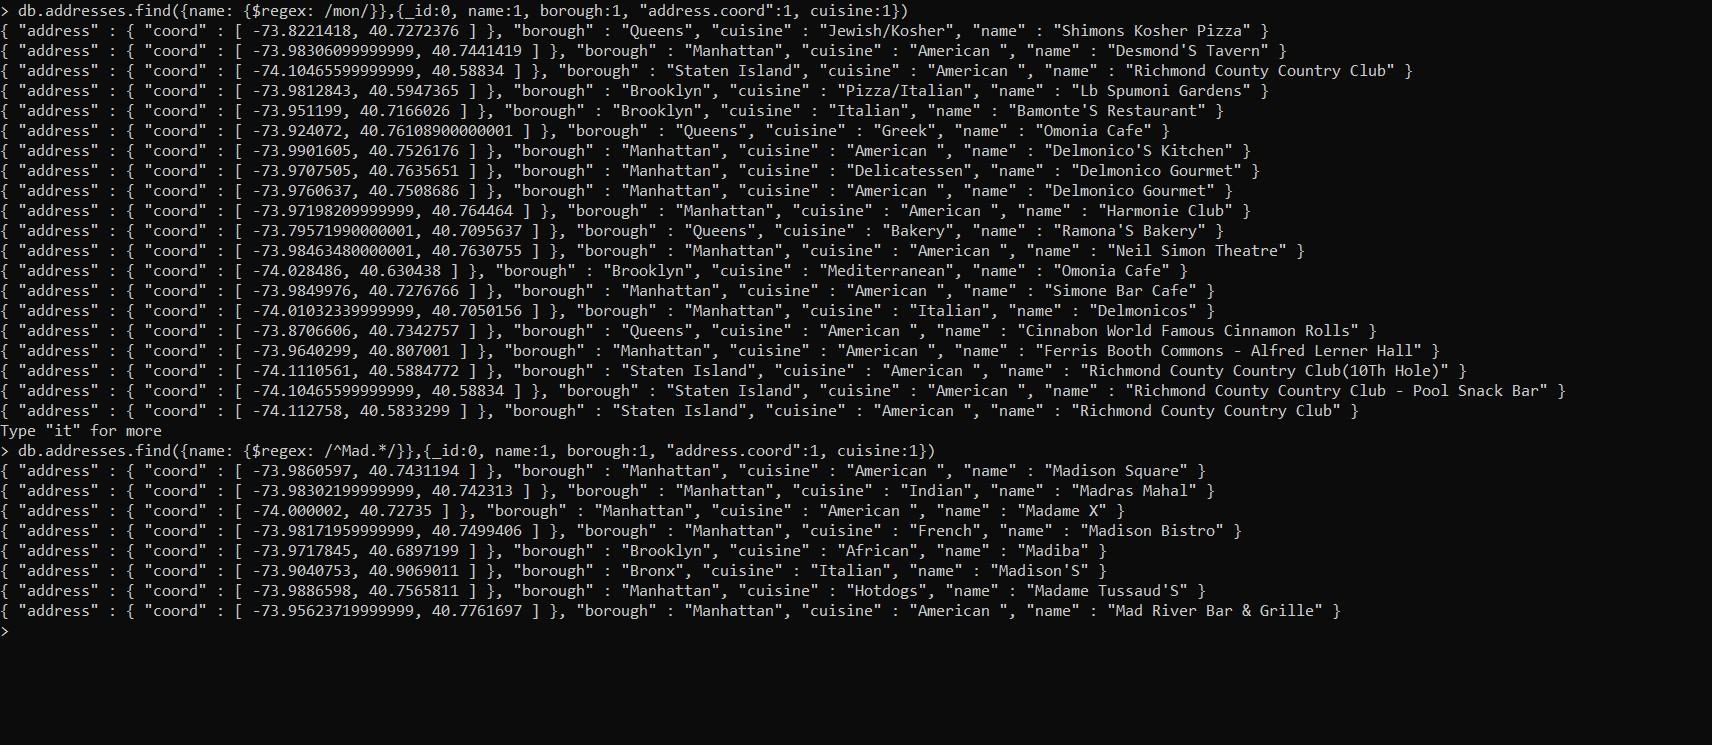 > db.addresses.find({name: {$regex: /mon/}},{_id:0, name:1, borough:1, "address.coord":1, cuisine:1})
{ "address" : { "coord" : [ -73.8221418, 40.7272376 ] }, "borough" : "Queens", "cuisine" : "Jewish/Kosher", "name" : "Shimons Kosher Pizza" }
{ "address" : { "coord" : [ -73.98306099999999, 40.7441419 ] }, "borough" : "Manhattan", "cuisine" : "American ", "name" : "Desmond'S Tavern" }
{ "address" : { "coord" : [ -74.10465599999999, 40.58834 ] }, "borough" : "Staten Island", "cuisine" : "American ", "name" : "Richmond County Country Club" }
{ "address" : { "coord" : [ -73.9812843, 40.5947365 ] }, "borough" : "Brooklyn", "cuisine" : "Pizza/Italian", "name" : "Lb Spumoni Gardens" }
{ "address" : { "coord" : [ -73.951199, 40.7166026 ] }, "borough" : "Brooklyn", "cuisine" : "Italian", "name" : "Bamonte'S Restaurant" }
{ "address" : { "coord" : [ -73.924072, 40.76108900000001 ] }, "borough" : "Queens", "cuisine" : "Greek", "name" : "Omonia Cafe" }
{ "address" : { "coord" : [ -73.9901605, 40.7526176 ] }, "borough" : "Manhattan", "cuisine" : "American ", "name" : "Delmonico'S Kitchen" }
{ "address" : { "coord" : [ -73.9707505, 40.7635651 ] }, "borough" : "Manhattan", "cuisine" : "Delicatessen", "name" : "Delmonico Gourmet" }
{ "address" : { "coord" : [ -73.9760637, 40.7508686 ] }, "borough" : "Manhattan", "cuisine" : "American ", "name" : "Delmonico Gourmet" }
{ "address" : { "coord" : [ -73.97198209999999, 40.764464 ] }, "borough" : "Manhattan", "cuisine" : "American ", "name" : "Harmonie Club" }
{ "address" : { "coord" : [ -73.79571990000001, 40.7095637 ] }, "borough" : "Queens", "cuisine" : "Bakery", "name" : "Ramona'S Bakery" }
{ "address" : { "coord" : [ -73.98463480000001, 40.7630755 ] }, "borough" : "Manhattan", "cuisine" : "American ", "name" : "Neil Simon Theatre" }
{ "address" : { "coord" : [ -74.028486, 40.630438 ] }, "borough" : "Brooklyn", "cuisine" : "Mediterranean", "name" : "Omonia Cafe" }
{ "address" : { "coord" : [ -73.9849976, 40.7276766 ] }, "borough" : "Manhattan", "cuisine" : "American ", "name" : "Simone Bar Cafe" }
{ "address" : { "coord" : [ -74.01032339999999, 40.7050156 ] }, "borough" : "Manhattan", "cuisine" : "Italian", "name" : "Delmonicos" }
{ "address" : { "coord" : [ -73.8706606, 40.7342757 ] }, "borough" : "Queens", "cuisine" : "American ", "name" : "Cinnabon World Famous Cinnamon Rolls" }
{ "address" : { "coord" : [ -73.9640299, 40.807001 ] }, "borough" : "Manhattan", "cuisine" : "American ", "name" : "Ferris Booth Commons - Alfred Lerner Hall" }
{ "address" : { "coord" : [ -74.1110561, 40.5884772 ] }, "borough" : "Staten Island", "cuisine" : "American ", "name" : "Richmond County Country Club(10Th Hole)" }
{ "address" : { "coord" : [ -74.10465599999999, 40.58834 ] }, "borough" : "Staten Island", "cuisine" : "American ", "name" : "Richmond County Country Club - Pool Snack Bar" }
{ "address" : { "coord" : [ -74.112758, 40.5833299 ] }, "borough" : "Staten Island", "cuisine" : "American ", "name" : "Richmond County Country Club" }
Type "it" for more
> db.addresses.find({name: {$regex: /^Mad.*/}},{_id:0, name:1, borough:1, "address.coord":1, cuisine:1})
{ "address" : { "coord" : [ -73.9860597, 40.7431194 ] }, "borough" : "Manhattan", "cuisine" : "American ", "name" : "Madison Square" }
{ "address" : { "coord" : [ -73.98302199999999, 40.742313 ] }, "borough" : "Manhattan", "cuisine" : "Indian", "name" : "Madras Mahal" }
{ "address" : { "coord" : [ -74.000002, 40.72735 ] }, "borough" : "Manhattan", "cuisine" : "American ", "name" : "Madame X" }
{ "address" : { "coord" : [ -73.98171959999999, 40.7499406 ] }, "borough" : "Manhattan", "cuisine" : "French", "name" : "Madison Bistro" }
{ "address" : { "coord" : [ -73.9717845, 40.6897199 ] }, "borough" : "Brooklyn", "cuisine" : "African", "name" : "Madiba" }
{ "address" : { "coord" : [ -73.9040753, 40.9069011 ] }, "borough" : "Bronx", "cuisine" : "Italian", "name" : "Madison'S" }
{ "address" : { "coord" : [ -73.9886598, 40.7565811 ] }, "borough" : "Manhattan", "cuisine" : "Hotdogs", "name" : "Madame Tussaud'S" }
{ "address" : { "coord" : [ -73.95623719999999, 40.7761697 ] }, "borough" : "Manhattan", "cuisine" : "American ", "name" : "Mad River Bar & Grille" }
>